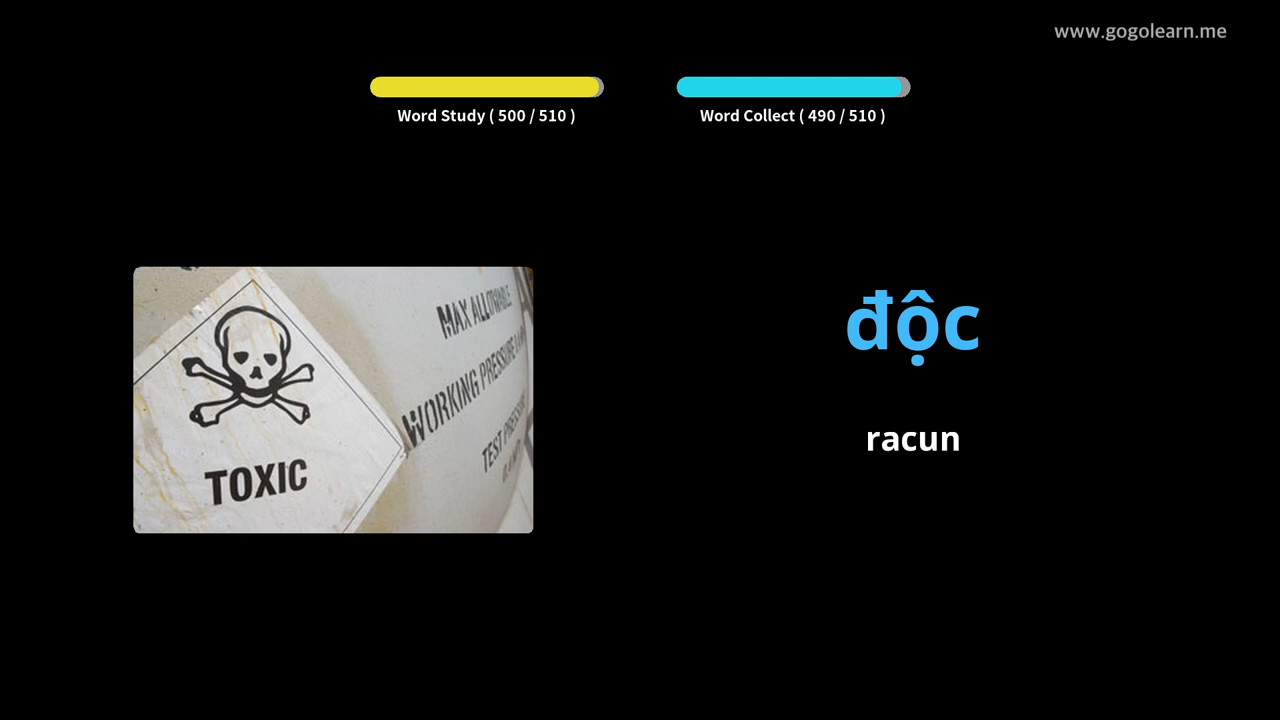 www.gogolearn.me
Word Study ( 500 / 510 )
Word Collect ( 490 / 510 )
MAX ALLOWABLE
WORKING PRESSURE
TEST PRESSURE
TOXIC
độc
racun